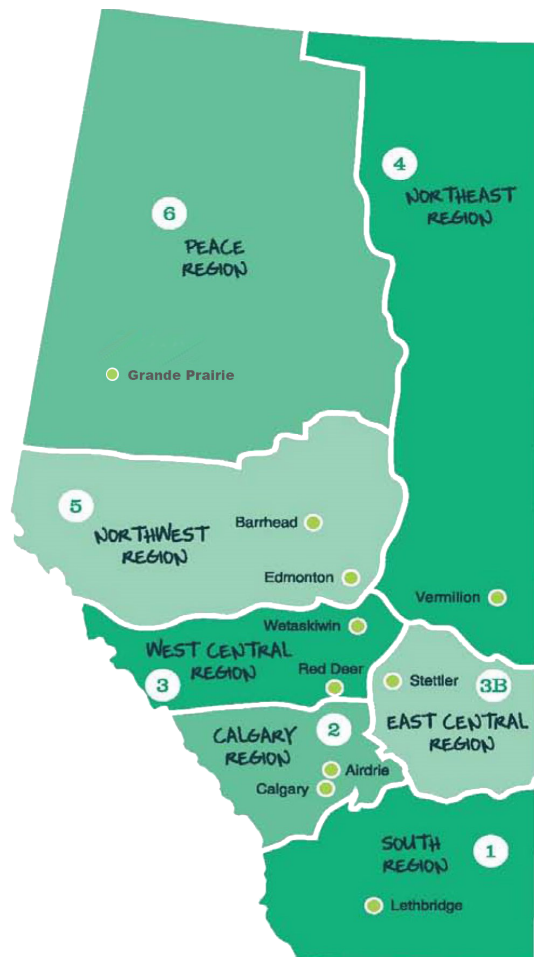 4
NORTHEAST
REGION
6
PEACE
REGION
Grande Prairie
5
NORTHWEST
REGION
Barrhead
Edmonton
Vermilion
Wetaskiwin
WEST CENTRAL
REGION
3
Red Deer
Stettler
3B
EAST CENTRAL
REGION
2
CALGARY
REGION
Airdrie
Calgary
SOUTH
REGION
1
Lethbridge